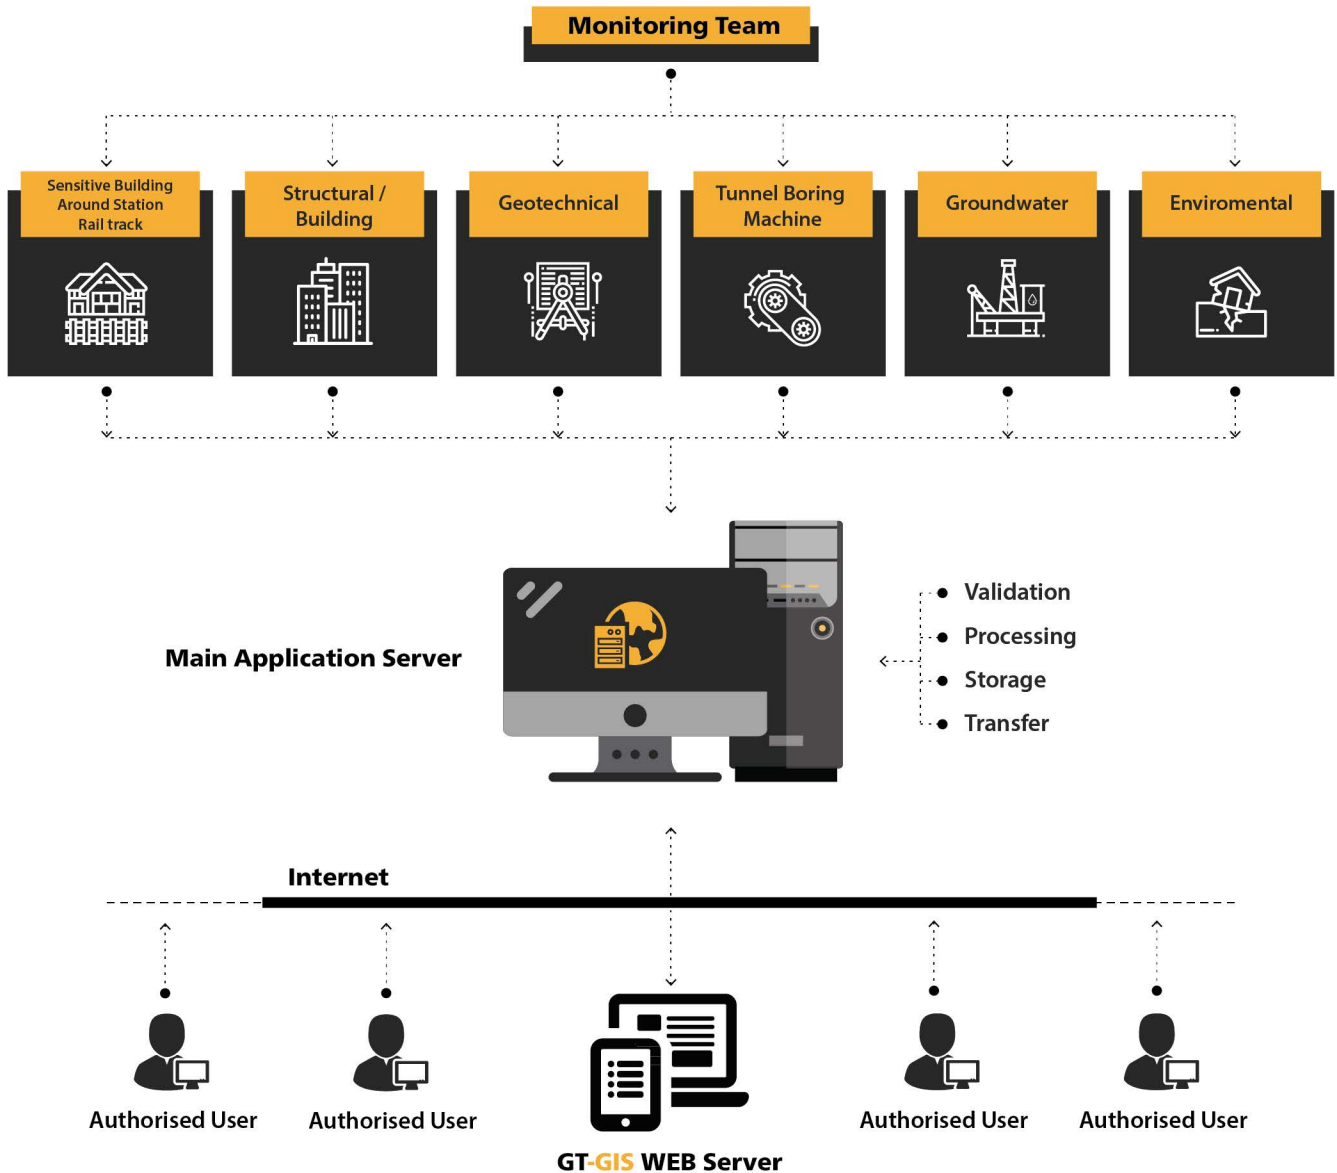 Monitoring Team
Sensitive Building
Around Station
Rail track
Structural /
Building
Geotechnical
Tunnel Boring
Machine
Groundwater
Enviromental
Main Application Server
Validation
Processing
Storage
Transfer
Internet
Authorised User
Authorised User
Authorised User
Authorised User
GT-GIS WEB Server